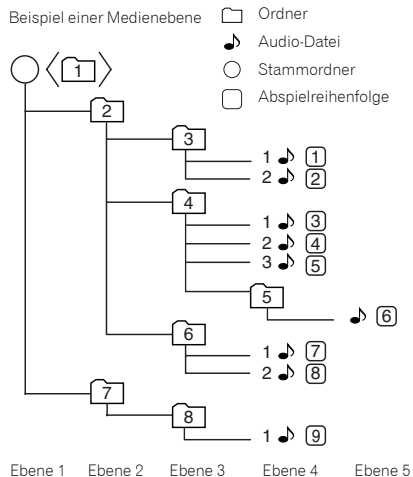 Beispiel einer Medienebene
Ordner
Audio-Datei
Stammordner
Abspielreihenfolge
1
2
3
1 1
2 2
4
1 3
2 4
3 5
5
6
6
1 7
2 8
7
8
1 9
Ebene 1 Ebene 2 Ebene 3 Ebene 4 Ebene 5